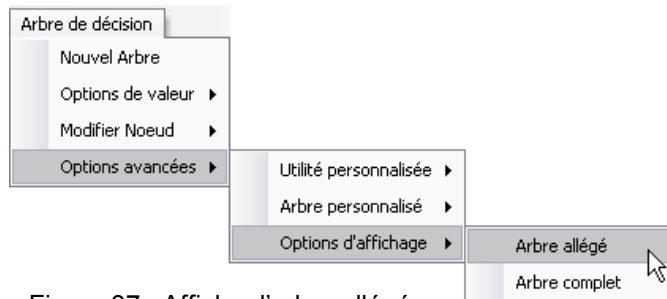 Arbre de décision
Nouvel Arbre
Options de valeur
Modifier Noeud
Options avancées
Utilité personnalisée
Arbre personnalisé
Options d'affichage
Arbre allégé
Arbre complet